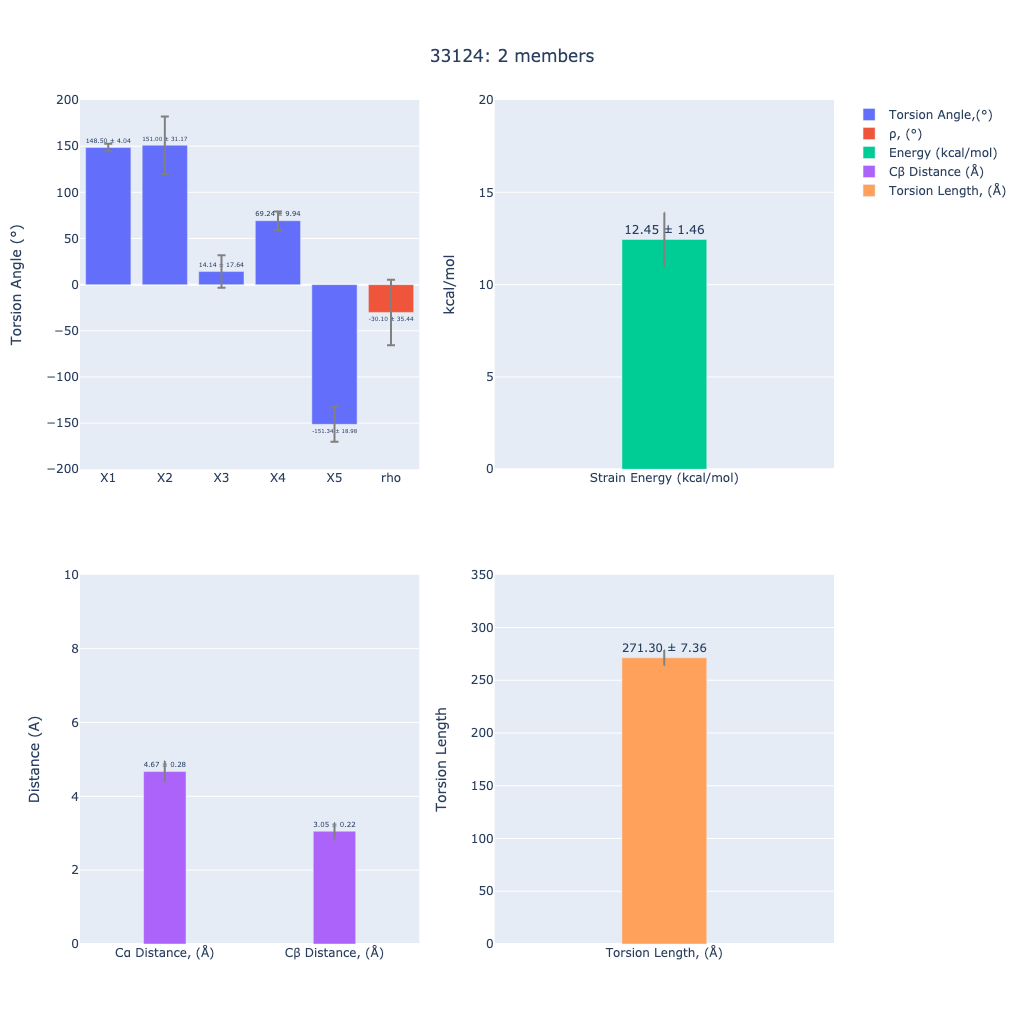 33124: 2 members
Torsion Angle (°)
200
150
100
50
0
−50
−100
−150
−200
148.50 ± 4.04
151.00 ± 31.17
14.14 ± 17.64
69.24 ± 9.94
-151.34 ± 18.98
-30.10 ± 35.44
X1 X2 X3 X4 X5 rho
kcal/mol
20
15
10
5
0
12.45 ± 1.46
Strain Energy (kcal/mol)
Torsion Angle,(°)
ρ, (°)
Energy (kcal/mol)
Cβ Distance (Å)
Torsion Length, (Å)
Distance (A)
10
8
6
4
2
0
4.67 ± 0.28
3.05 ± 0.22
Cα Distance, (Å) Cβ Distance, (Å)
Torsion Length
350
300
250
200
150
100
50
0
271.30 ± 7.36
Torsion Length, (Å)